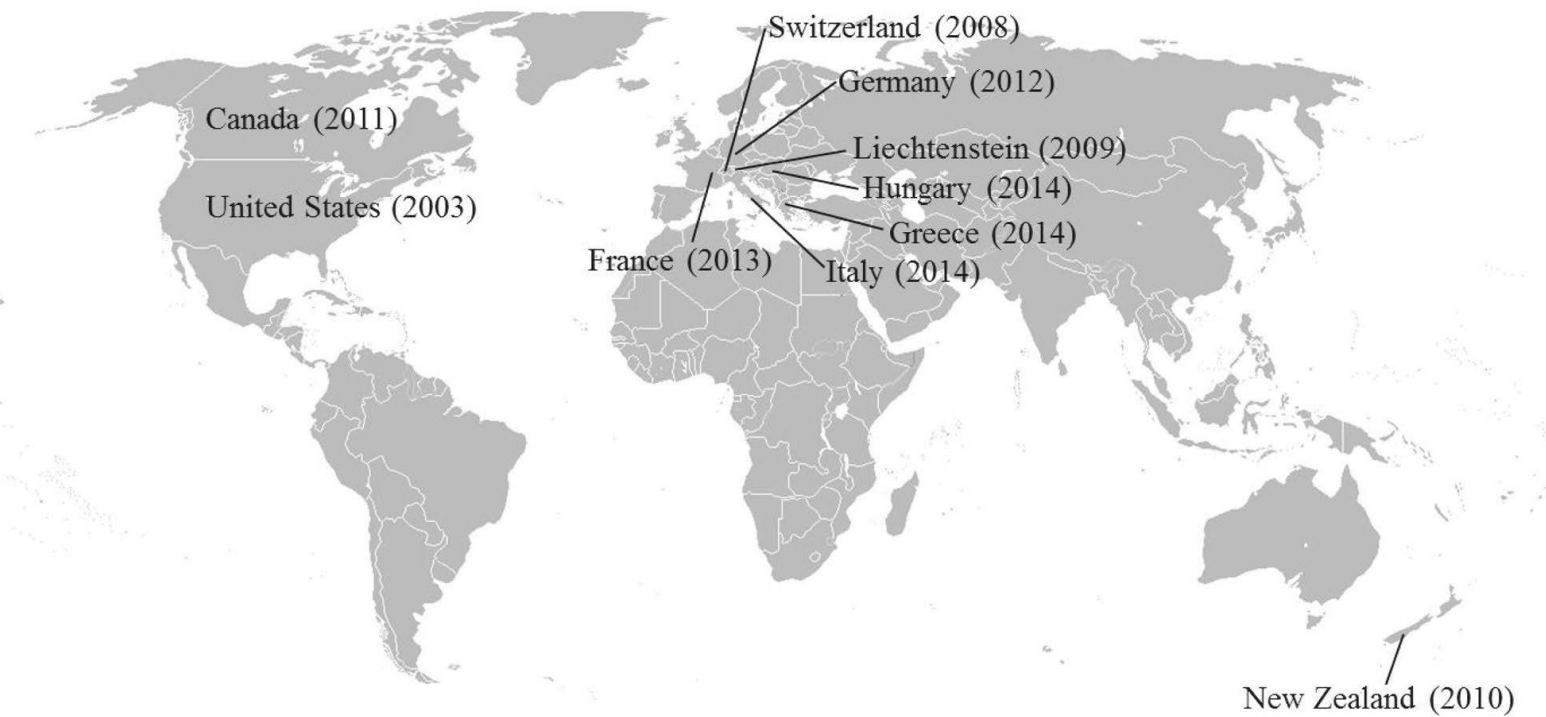 Switzerland (2008)
Germany (2012)
Canada (2011)
Liechtenstein (2009)
Hungary (2014)
United States (2003)
Greece (2014)
France (2013)
Italy (2014)
New Zealand (2010)